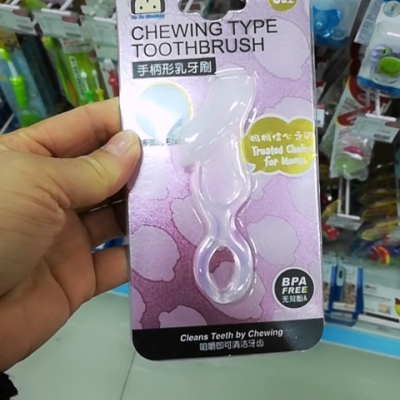 CHEWING TYPE
TOOTHBRUSH
手柄形乳牙刷
Trusted Choice
for Moms
BPA
FREE
无双酚A
Cleans Teeth by Chewing
咀嚼即可清洁牙齿